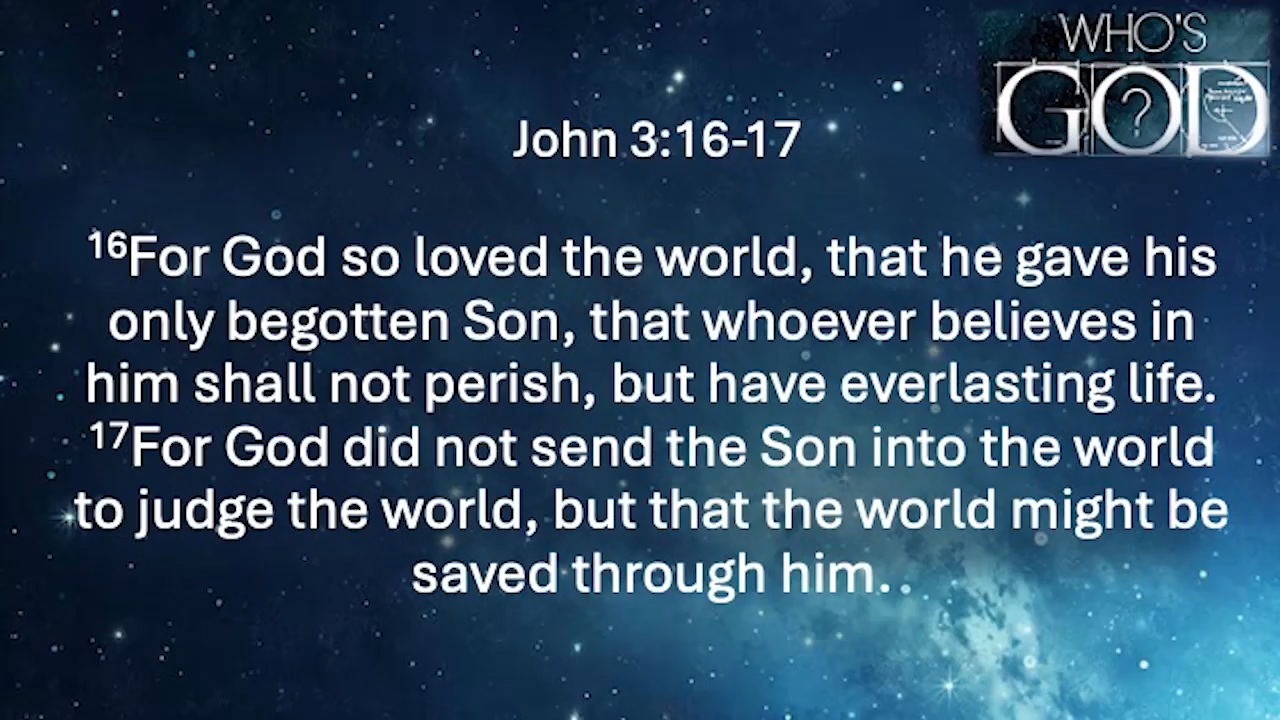 WHO'S
GOD
?
John 3:16-17
¹⁶For God so loved the world, that he gave his
only begotten Son, that whoever believes in
him shall not perish, but have everlasting life.
¹⁷For God did not send the Son into the world
to judge the world, but that the world might be
saved through him.